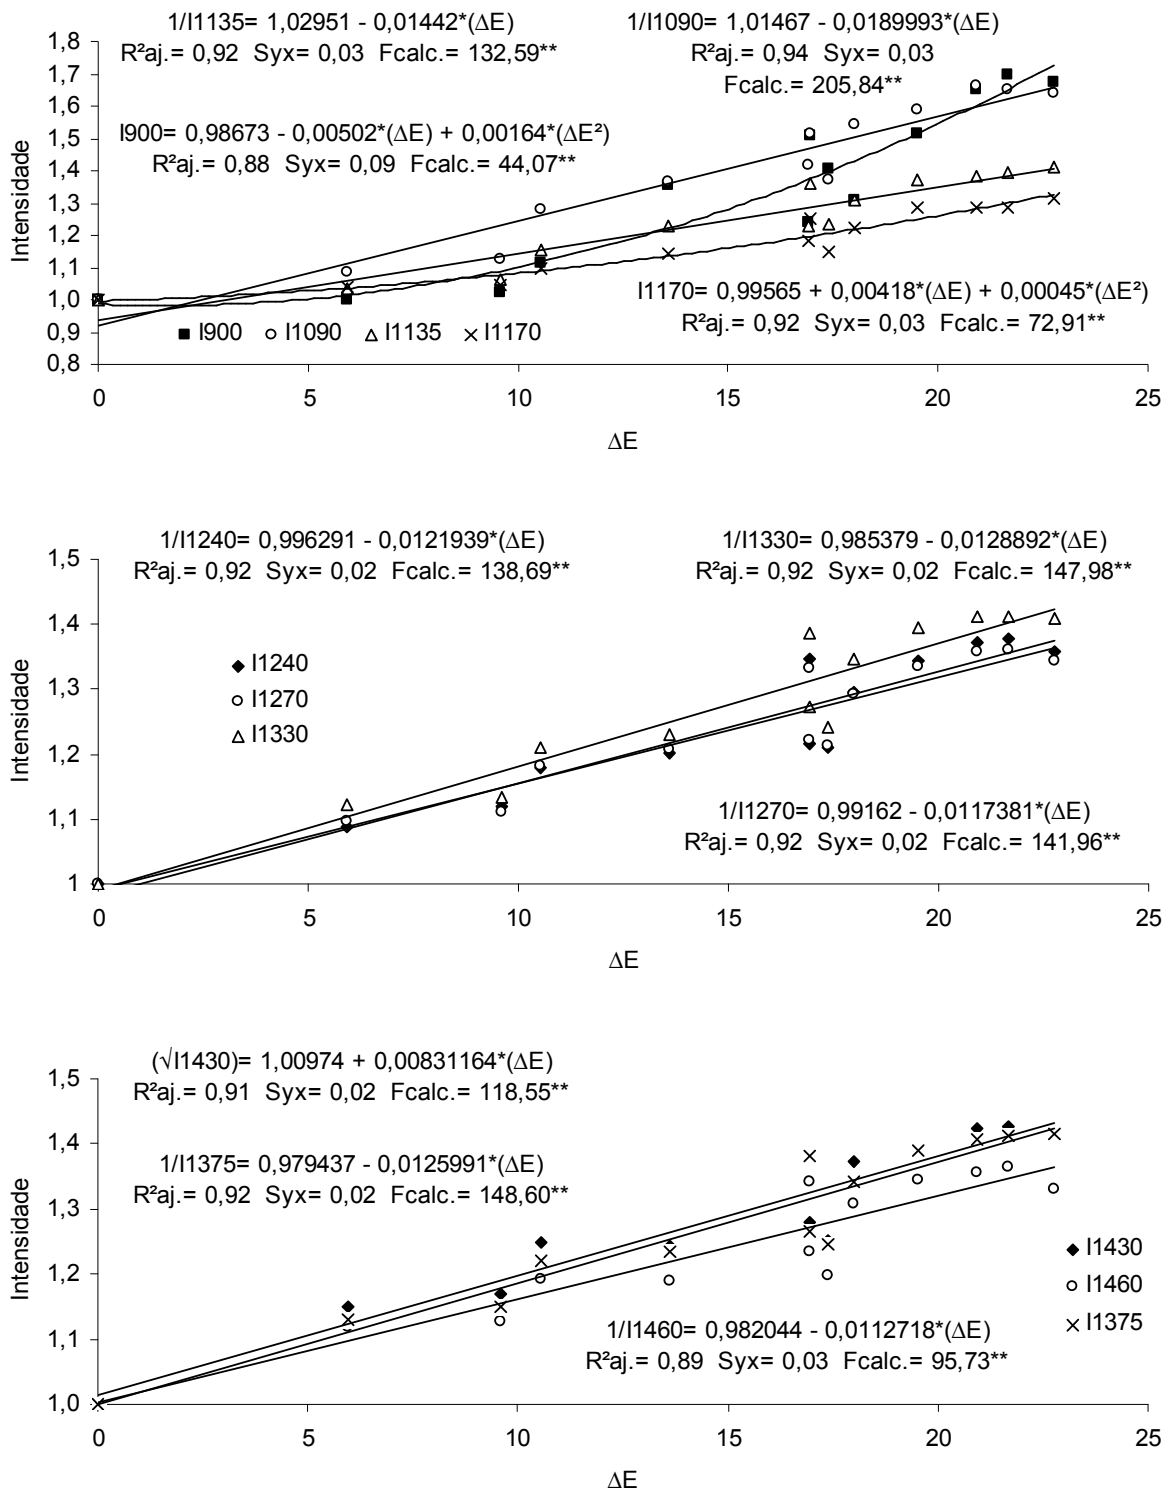 1/I1135= 1,02951 - 0,01442*(ΔE)
R²aj.= 0,92 Syx= 0,03 Fcalc.= 132,59**
1/I1090= 1,01467 - 0,0189993*(ΔE)
R²aj.= 0,94 Syx= 0,03
Fcalc.= 205,84**
I900= 0,98673 - 0,00502*(ΔE) + 0,00164*(ΔE²)
R²aj.= 0,88 Syx= 0,09 Fcalc.= 44,07**
I1170= 0,99565 + 0,00418*(ΔE) + 0,00045*(ΔE²)
R²aj.= 0,92 Syx= 0,03 Fcalc.= 72,91**
Intensidade
1,8
1,7
1,6
1,5
1,4
1,3
1,2
1,1
1,0
0,9
0,8
I900 I1090 I1135 I1170
0 5 10 15 20 25
ΔE
1/I1240= 0,996291 - 0,0121939*(ΔE)
R²aj.= 0,92 Syx= 0,02 Fcalc.= 138,69**
1/I1330= 0,985379 - 0,0128892*(ΔE)
R²aj.= 0,92 Syx= 0,02 Fcalc.= 147,98**
Intensidade
1,5
1,4
1,3
1,2
1,1
1
I1240
I1270
I1330
1/I1270= 0,99162 - 0,0117381*(ΔE)
R²aj.= 0,92 Syx= 0,02 Fcalc.= 141,96**
0 5 10 15 20 25
ΔE
(√I1430)= 1,00974 + 0,00831164*(ΔE)
R²aj.= 0,91 Syx= 0,02 Fcalc.= 118,55**
1/I1375= 0,979437 - 0,0125991*(ΔE)
R²aj.= 0,92 Syx= 0,02 Fcalc.= 148,60**
Intensidade
1,5
1,4
1,3
1,2
1,1
1,0
I1430
I1460
I1375
1/I1460= 0,982044 - 0,0112718*(ΔE)
R²aj.= 0,89 Syx= 0,03 Fcalc.= 95,73**
0 5 10 15 20 25
ΔE